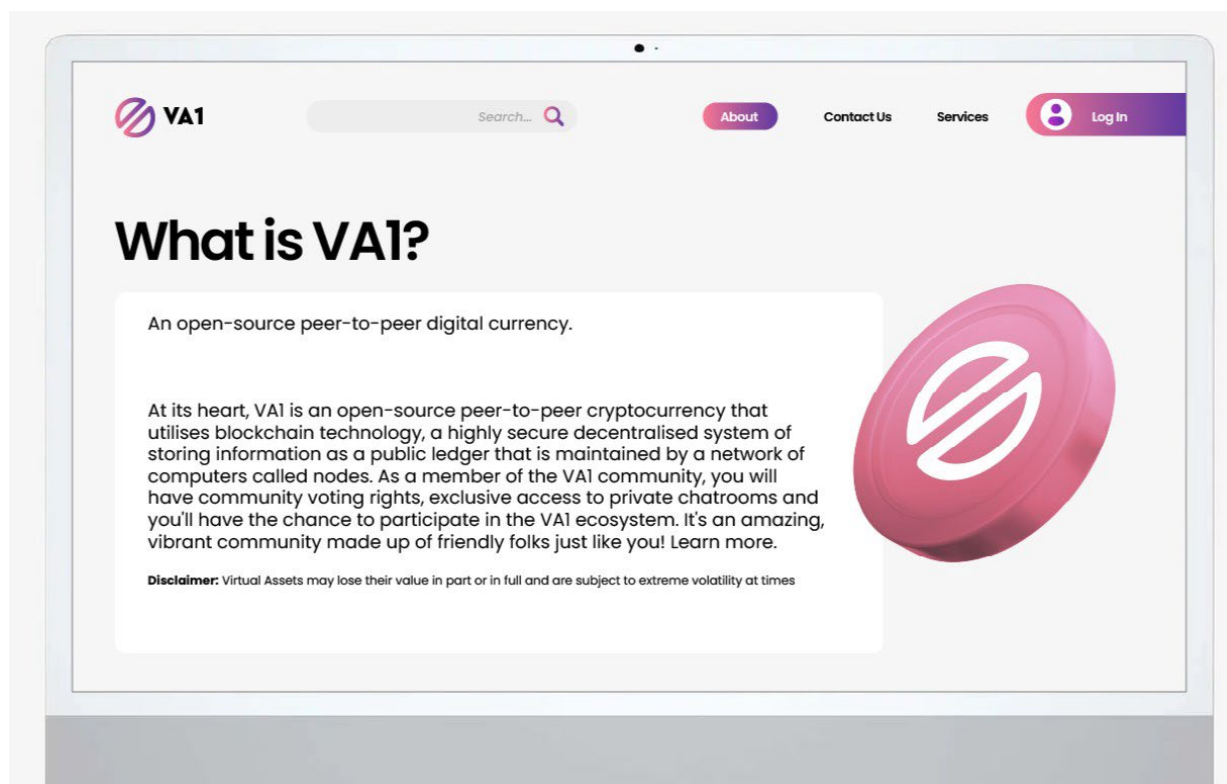 VA1
Search...
About
Contact Us
Services
Log In
What is VA1?
An open-source peer-to-peer digital currency.
At its heart, VA1 is an open-source peer-to-peer cryptocurrency that
utilises blockchain technology, a highly secure decentralised system of
storing information as a public ledger that is maintained by a network of
computers called nodes. As a member of the VA1 community, you will
have community voting rights, exclusive access to private chatrooms and
you'll have the chance to participate in the VA1 ecosystem. It's an amazing,
vibrant community made up of friendly folks just like you! Learn more.
Disclaimer: Virtual Assets may lose their value in part or in full and are subject to extreme volatility at times